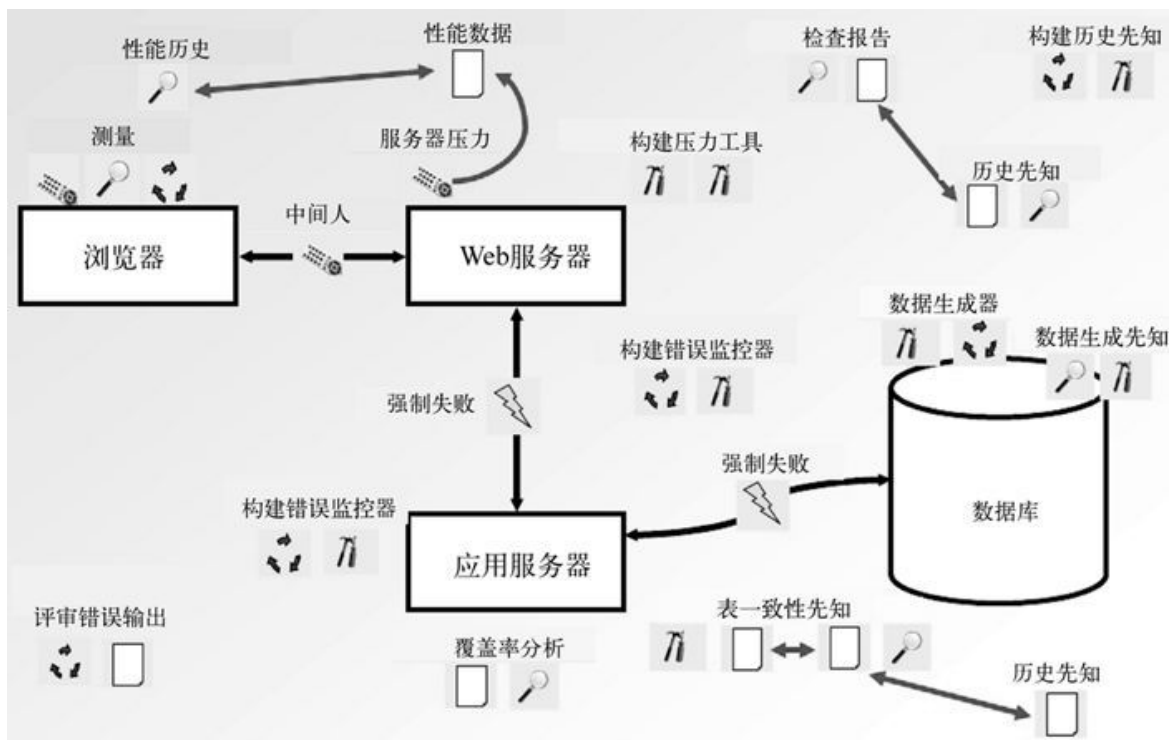 性能历史
性能数据
检查报告
构建历史先知
测量
服务器压力
构建压力工具
历史先知
中间人
浏览器
Web服务器
数据生成器
数据生成先知
构建错误监控器
强制失败
强制失败
构建错误监控器
数据库
应用服务器
评审错误输出
表一致性先知
覆盖率分析
历史先知